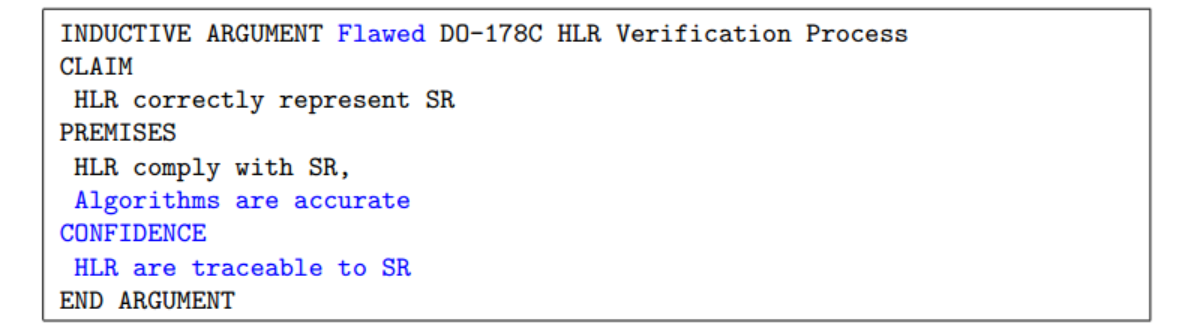 INDUCTIVE ARGUMENT Flawed DO-178C HLR Verification Process
CLAIM
HLR correctly represent SR
PREMISES
HLR comply with SR,
Algorithms are accurate
CONFIDENCE
HLR are traceable to SR
END ARGUMENT